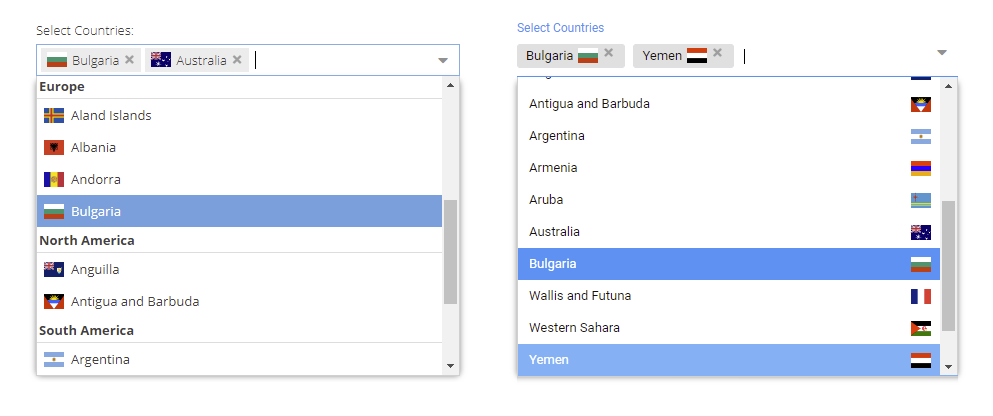 Select Countries:
Bulgaria × Australia ×
Europe
Aland Islands
Albania
Andorra
Bulgaria
North America
Anguilla
Antigua and Barbuda
South America
Argentina
Select Countries
Bulgaria × Yemen ×
Antigua and Barbuda
Argentina
Armenia
Aruba
Australia
Bulgaria
Wallis and Futuna
Western Sahara
Yemen